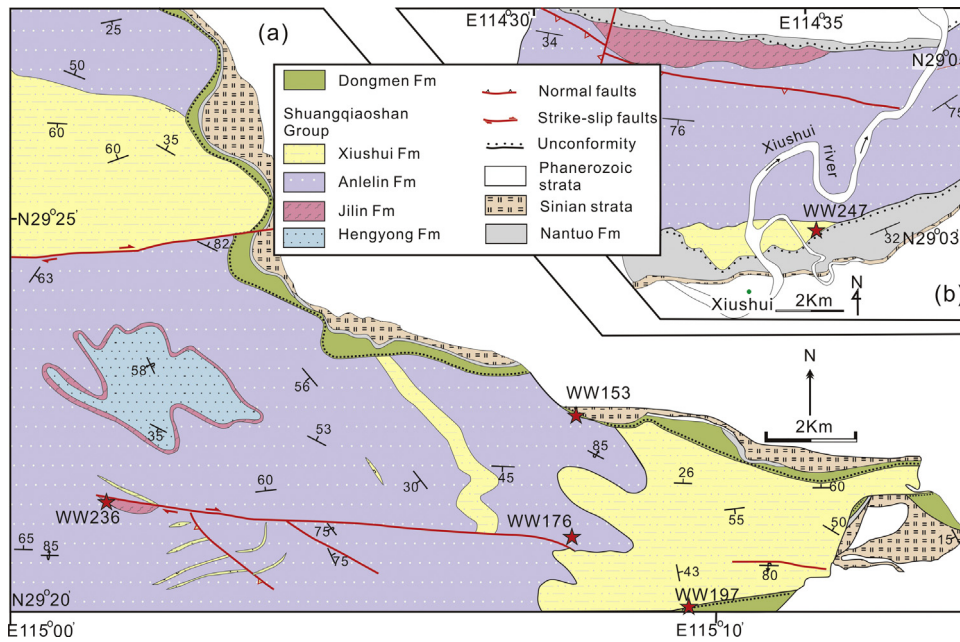 E114°30'
E114°35'
(a)
25
50
34
N29°05'
Dongmen Fm
Shuangqiaoshan
Group
Xiushui Fm
Anlelin Fm
Jilin Fm
Hengyong Fm
Normal faults
Strike-slip faults
Unconformity
Phanerozoic
strata
Sinian strata
Nantuo Fm
76
75
Xiushui
river
WW247
32
N29°03'
Xiushui
2Km
N
(b)
60
60
35
N29°25'
82
63
58
35
56
53
N
2Km
WW153
85
30
45
26
60
60
WW236
WW176
55
50
15
75
75
65
85
43
80
WW197
N29°20'
E115°00'
E115°10'